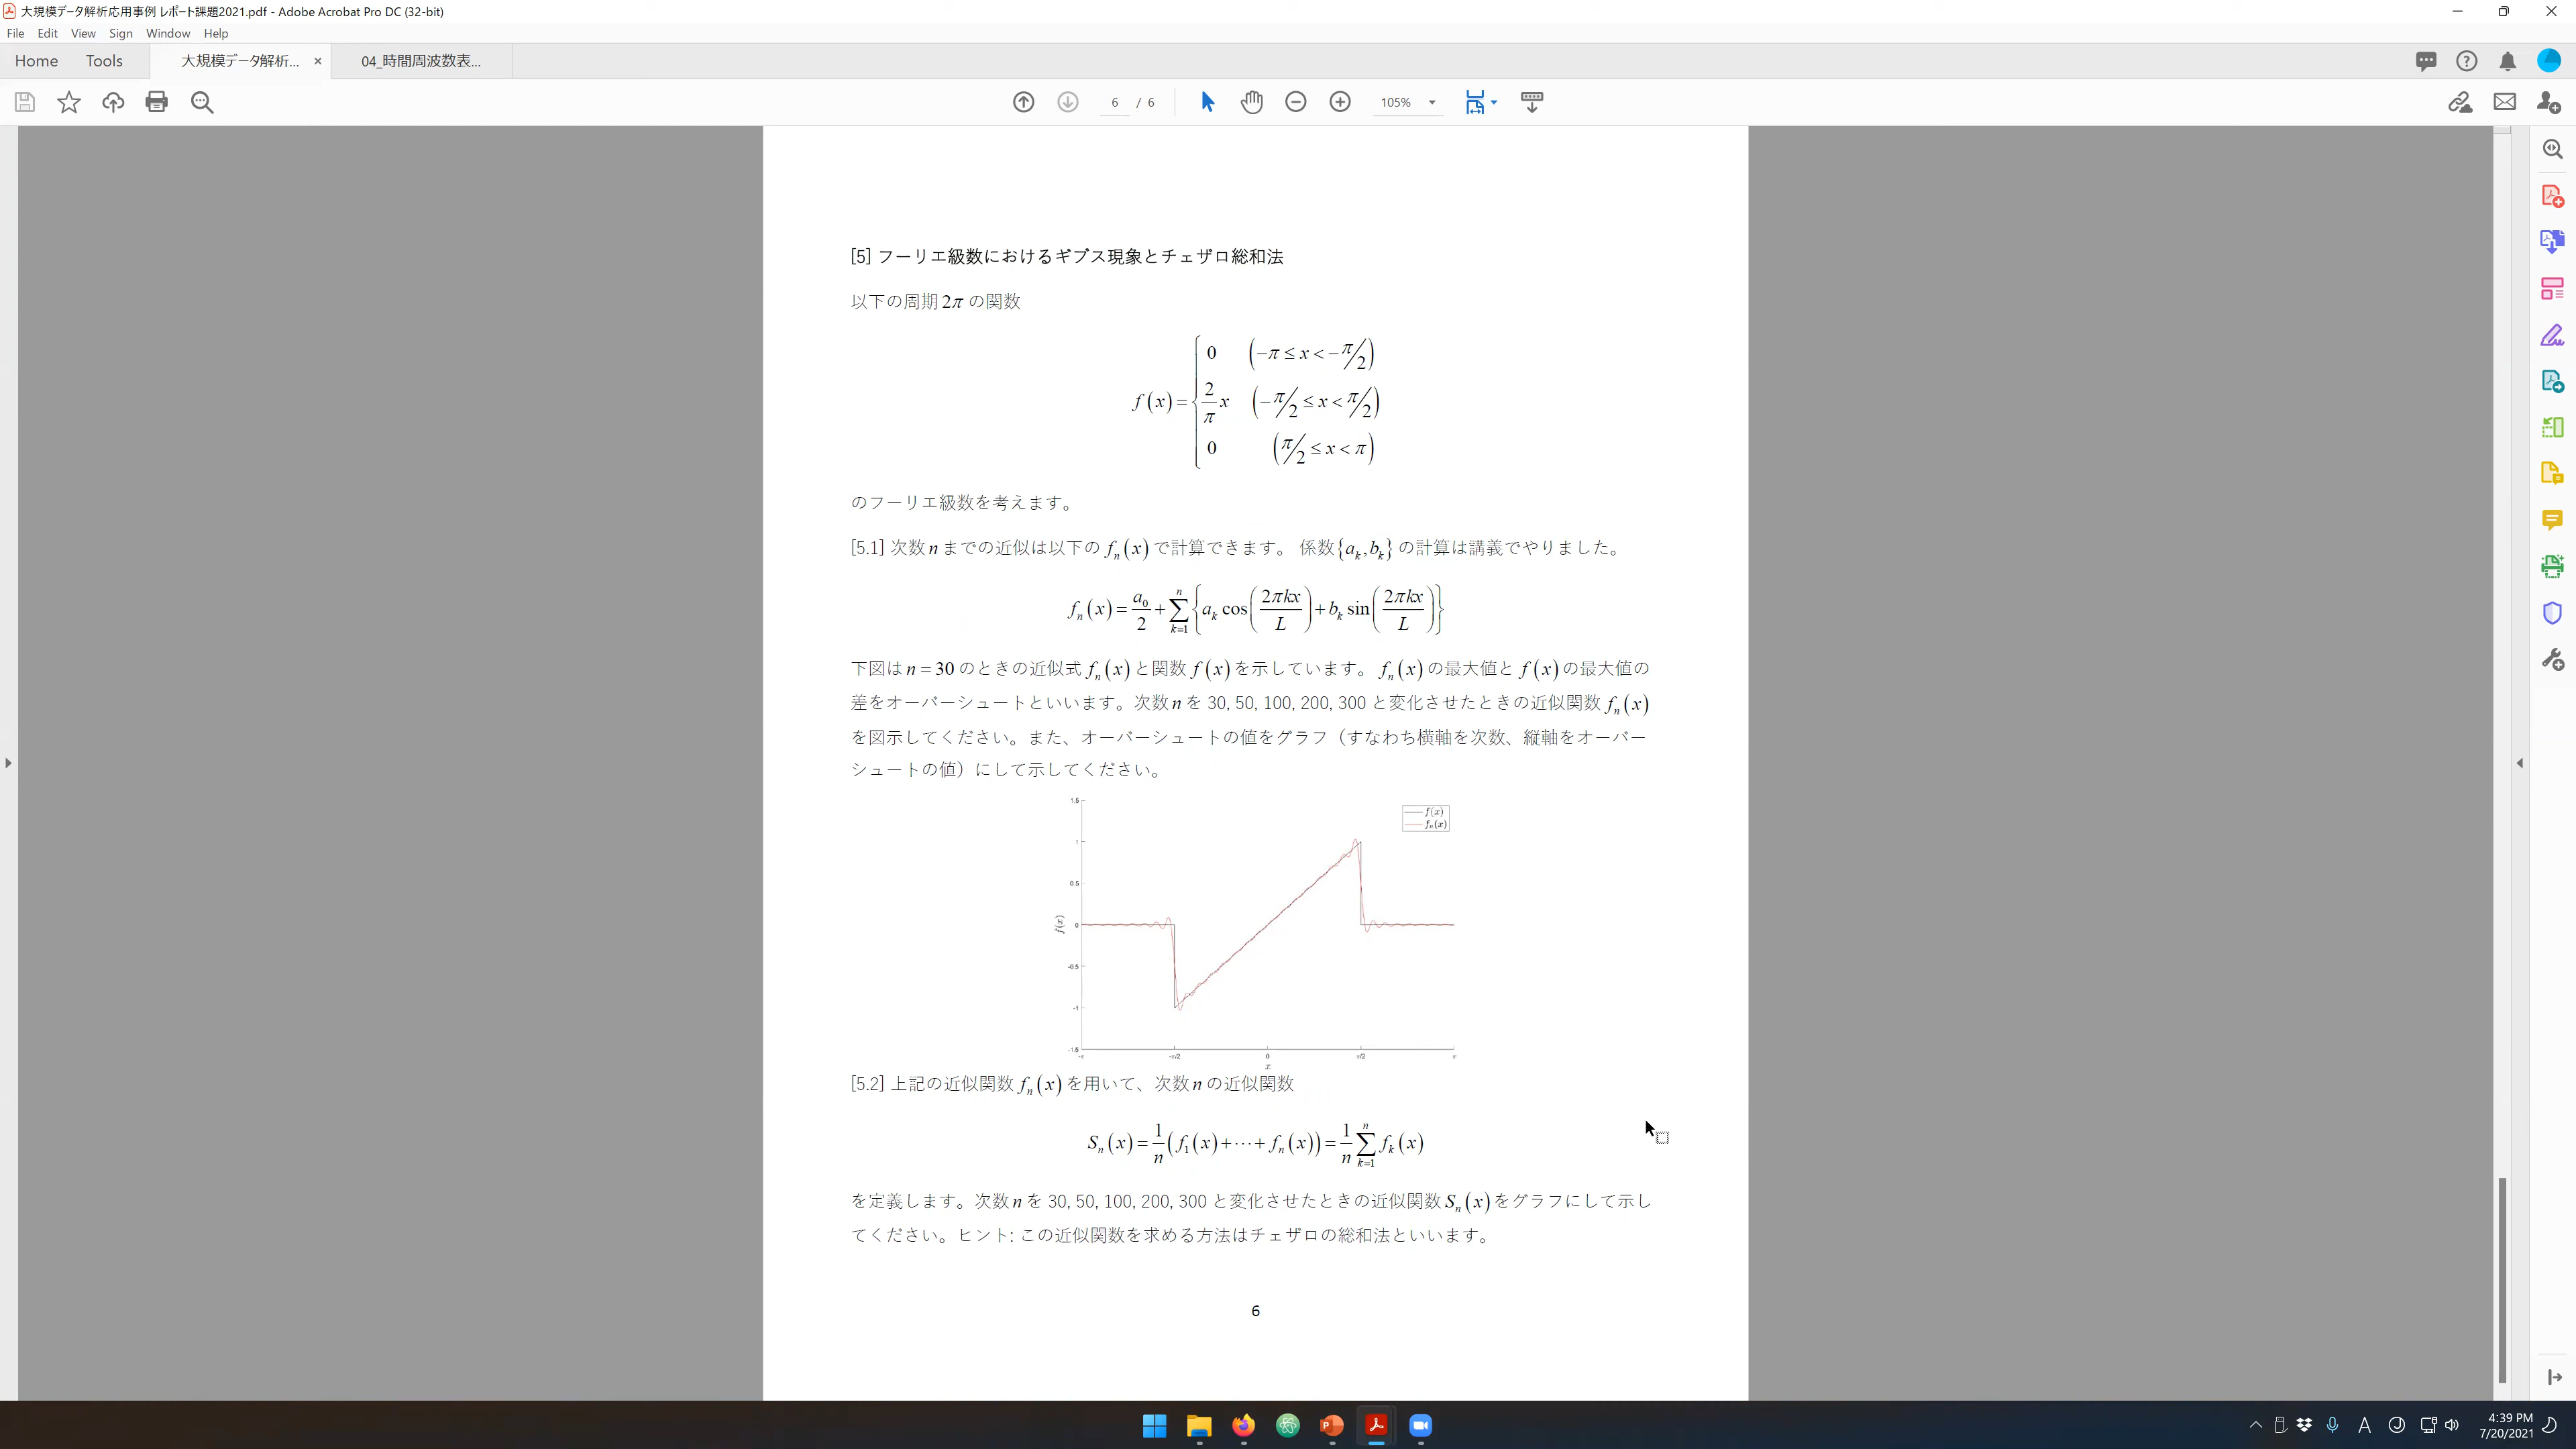 大規模データ解析応用事例 レポート課題2021.pdf - Adobe Acrobat Pro DC (32-bit)
File Edit View Sign Window Help
Home Tools 大規模データ解析... × 04_時間周波数表...
6 / 6 105%
[5] フーリエ級数におけるギブス現象とチェザロ総和法
以下の周期 2π の関数
f(x) = { 0 (−π ≤ x < −π/2)
2/π x (−π/2 ≤ x < π/2)
0 (π/2 ≤ x < π)
のフーリエ級数を考えます。
[5.1] 次数 n までの近似は以下の fₙ(x) で計算できます。 係数{aₖ,bₖ} の計算は講義でやりました。
fₙ(x) = a₀/2 + Σ_{k=1}^{n} { aₖ cos(2πkx/L) + bₖ sin(2πkx/L) }
下図は n = 30 のときの近似式 fₙ(x) と関数 f(x) を示しています。 fₙ(x) の最大値と f(x) の最大値の
差をオーバーシュートといいます。次数 n を 30, 50, 100, 200, 300 と変化させたときの近似関数 fₙ(x)
を図示してください。また、オーバーシュートの値をグラフ（すなわち横軸を次数、縦軸をオーバー
シュートの値）にして示してください。
1.5
f(x)
fₙ(x)
1
0.5
f(x)
0
-0.5
-1
-1.5
-π -π/2 0 π/2 π
x
[5.2] 上記の近似関数 fₙ(x) を用いて、次数 n の近似関数
Sₙ(x) = 1/n (f₁(x) + ⋯ + fₙ(x)) = 1/n Σ_{k=1}^{n} fₖ(x)
を定義します。次数 n を 30, 50, 100, 200, 300 と変化させたときの近似関数 Sₙ(x) をグラフにして示し
てください。ヒント: この近似関数を求める方法はチェザロの総和法といいます。
6
A
4:39 PM
7/20/2021